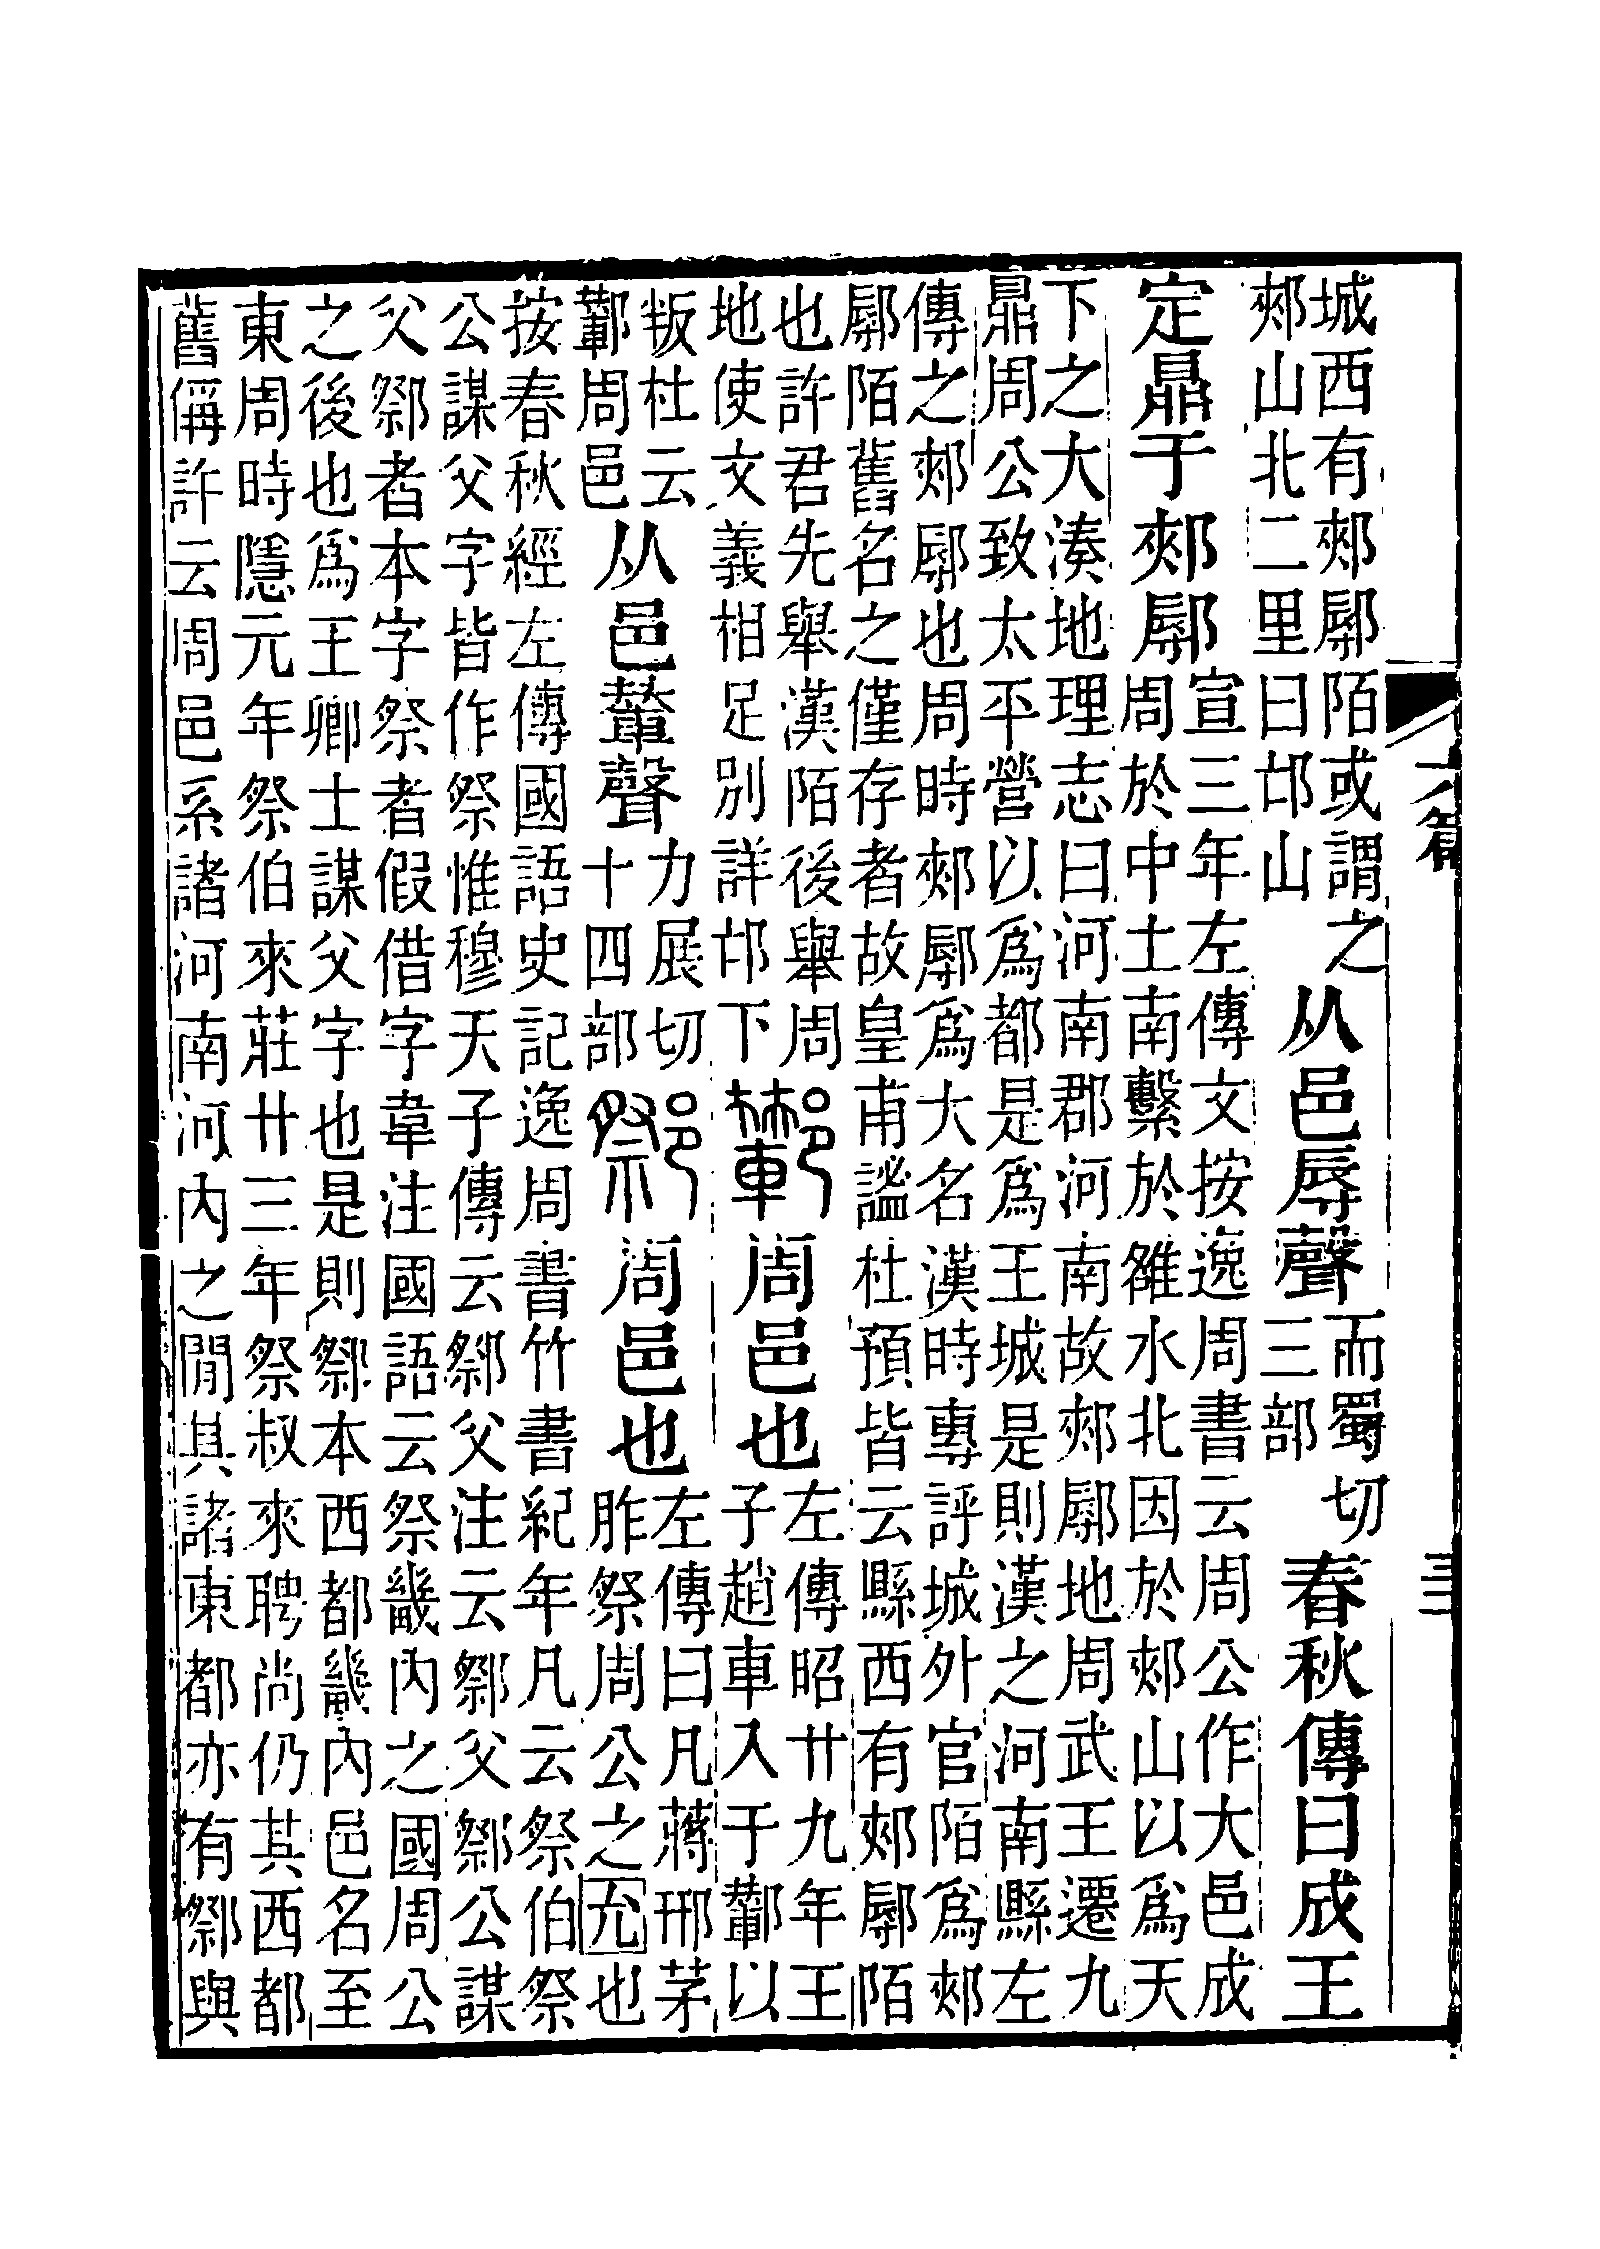 城西有郟鄏陌或謂之
郟山北二里曰邙山
从邑辱聲
而蜀切
三部
春秋傳曰成王
定鼎于郟鄏
宣三年左傳文按逸周書云周公作大邑成
周於中土南繫於雒水北因於郟山以爲天
下之大湊地理志曰河南郡河南故郟鄏地周武王遷九
鼎周公致太平營以爲都是爲王城是則漢之河南縣左
傳之郟鄏也周時郟鄏爲大名漢時專評城外官陌爲郟
鄏陌舊名之僅存者故皇甫謐杜預皆云縣西有郟鄏陌
也許君先舉漢陌後舉周
地使文義相足別詳邙下
鄻周邑也
左傳昭廿九年王
子趙車入于鄻以
叛杜云
鄻周邑
从邑輦聲
力展切
十四部
䣝周邑也
左傳曰凡蔣邢茅
胙祭周公之允也
按春秋經左傳國語史記逸周書竹書紀年凡云祭伯祭
公謀父字皆作祭惟穆天子傳云䣝父注云䣝父䣝公謀
父䣝者本字祭者假借字韋注國語云祭畿內之國周公
之後也爲王卿士謀父字也是則䣝本西都畿內邑名至
東周時隱元年祭伯來莊廿三年祭叔來聘尚仍其西都
舊偁許云周邑系諸河南河內之閒其諸東都亦有䣝與
六篇